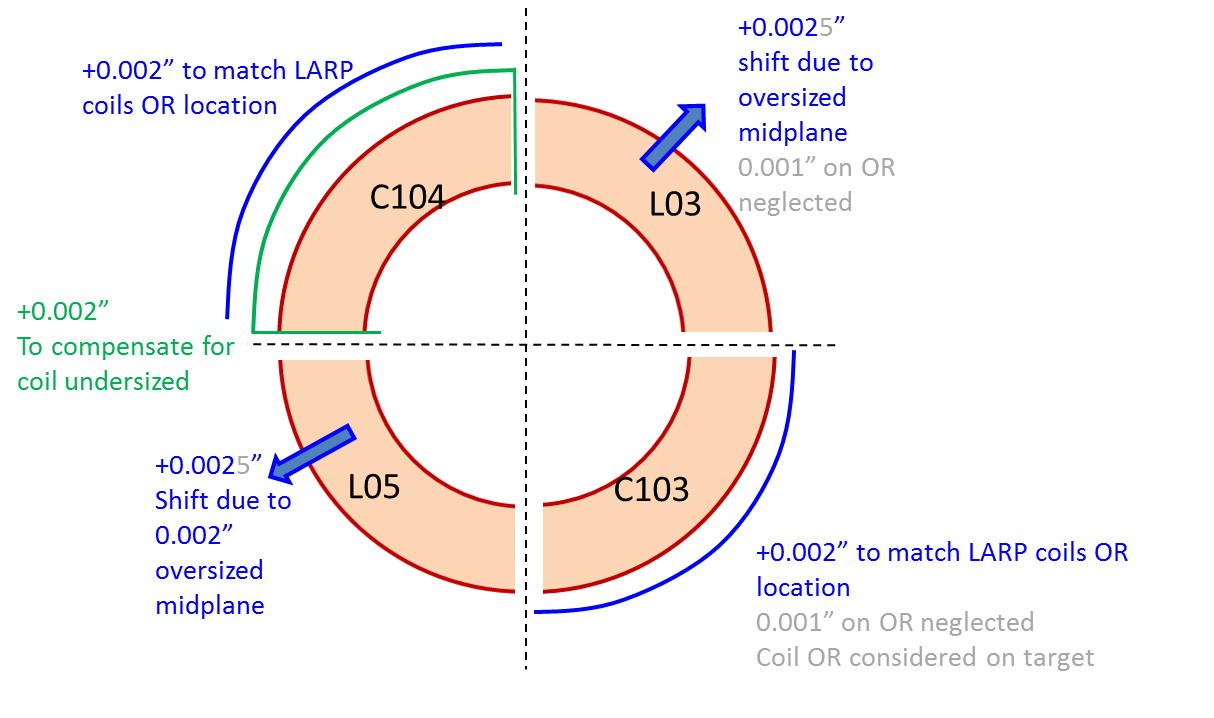 +0.002” to match LARP
coils OR location
+0.0025”
shift due to
oversized
midplane
0.001” on OR
neglected
C104
L03
+0.002”
To compensate for
coil undersized
+0.0025”
Shift due to
0.002”
oversized
midplane
L05
C103
+0.002” to match LARP coils OR
location
0.001” on OR neglected
Coil OR considered on target